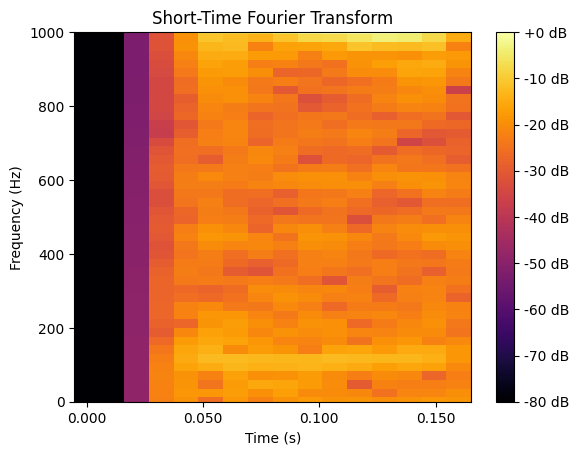 Short-Time Fourier Transform
1000
800
600
400
200
0
Frequency (Hz)
0.000
0.050
0.100
0.150
Time (s)
+0 dB
-10 dB
-20 dB
-30 dB
-40 dB
-50 dB
-60 dB
-70 dB
-80 dB